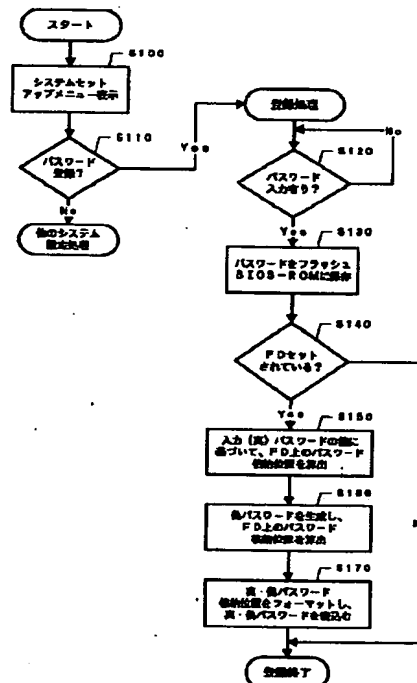 スタート
S100
システムセット
アップメニュー表示
S110
パスワード
登録?
Yes
No
他のシステム
設定処理
登録処理
No
S120
パスワード
入力有り?
Yes
S130
パスワードをフラッシュ
BIOS-ROMに保存
S140
FDセット
されている?
Yes
S150
入力(真)パスワードの値に
基づいて、FD上のパスワード
格納位置を算出
S160
偽パスワードを生成し、
FD上のパスワード
格納位置を算出
S170
真・偽パスワード
格納位置をフォーマットし、
真・偽パスワードを書込む
登録終了